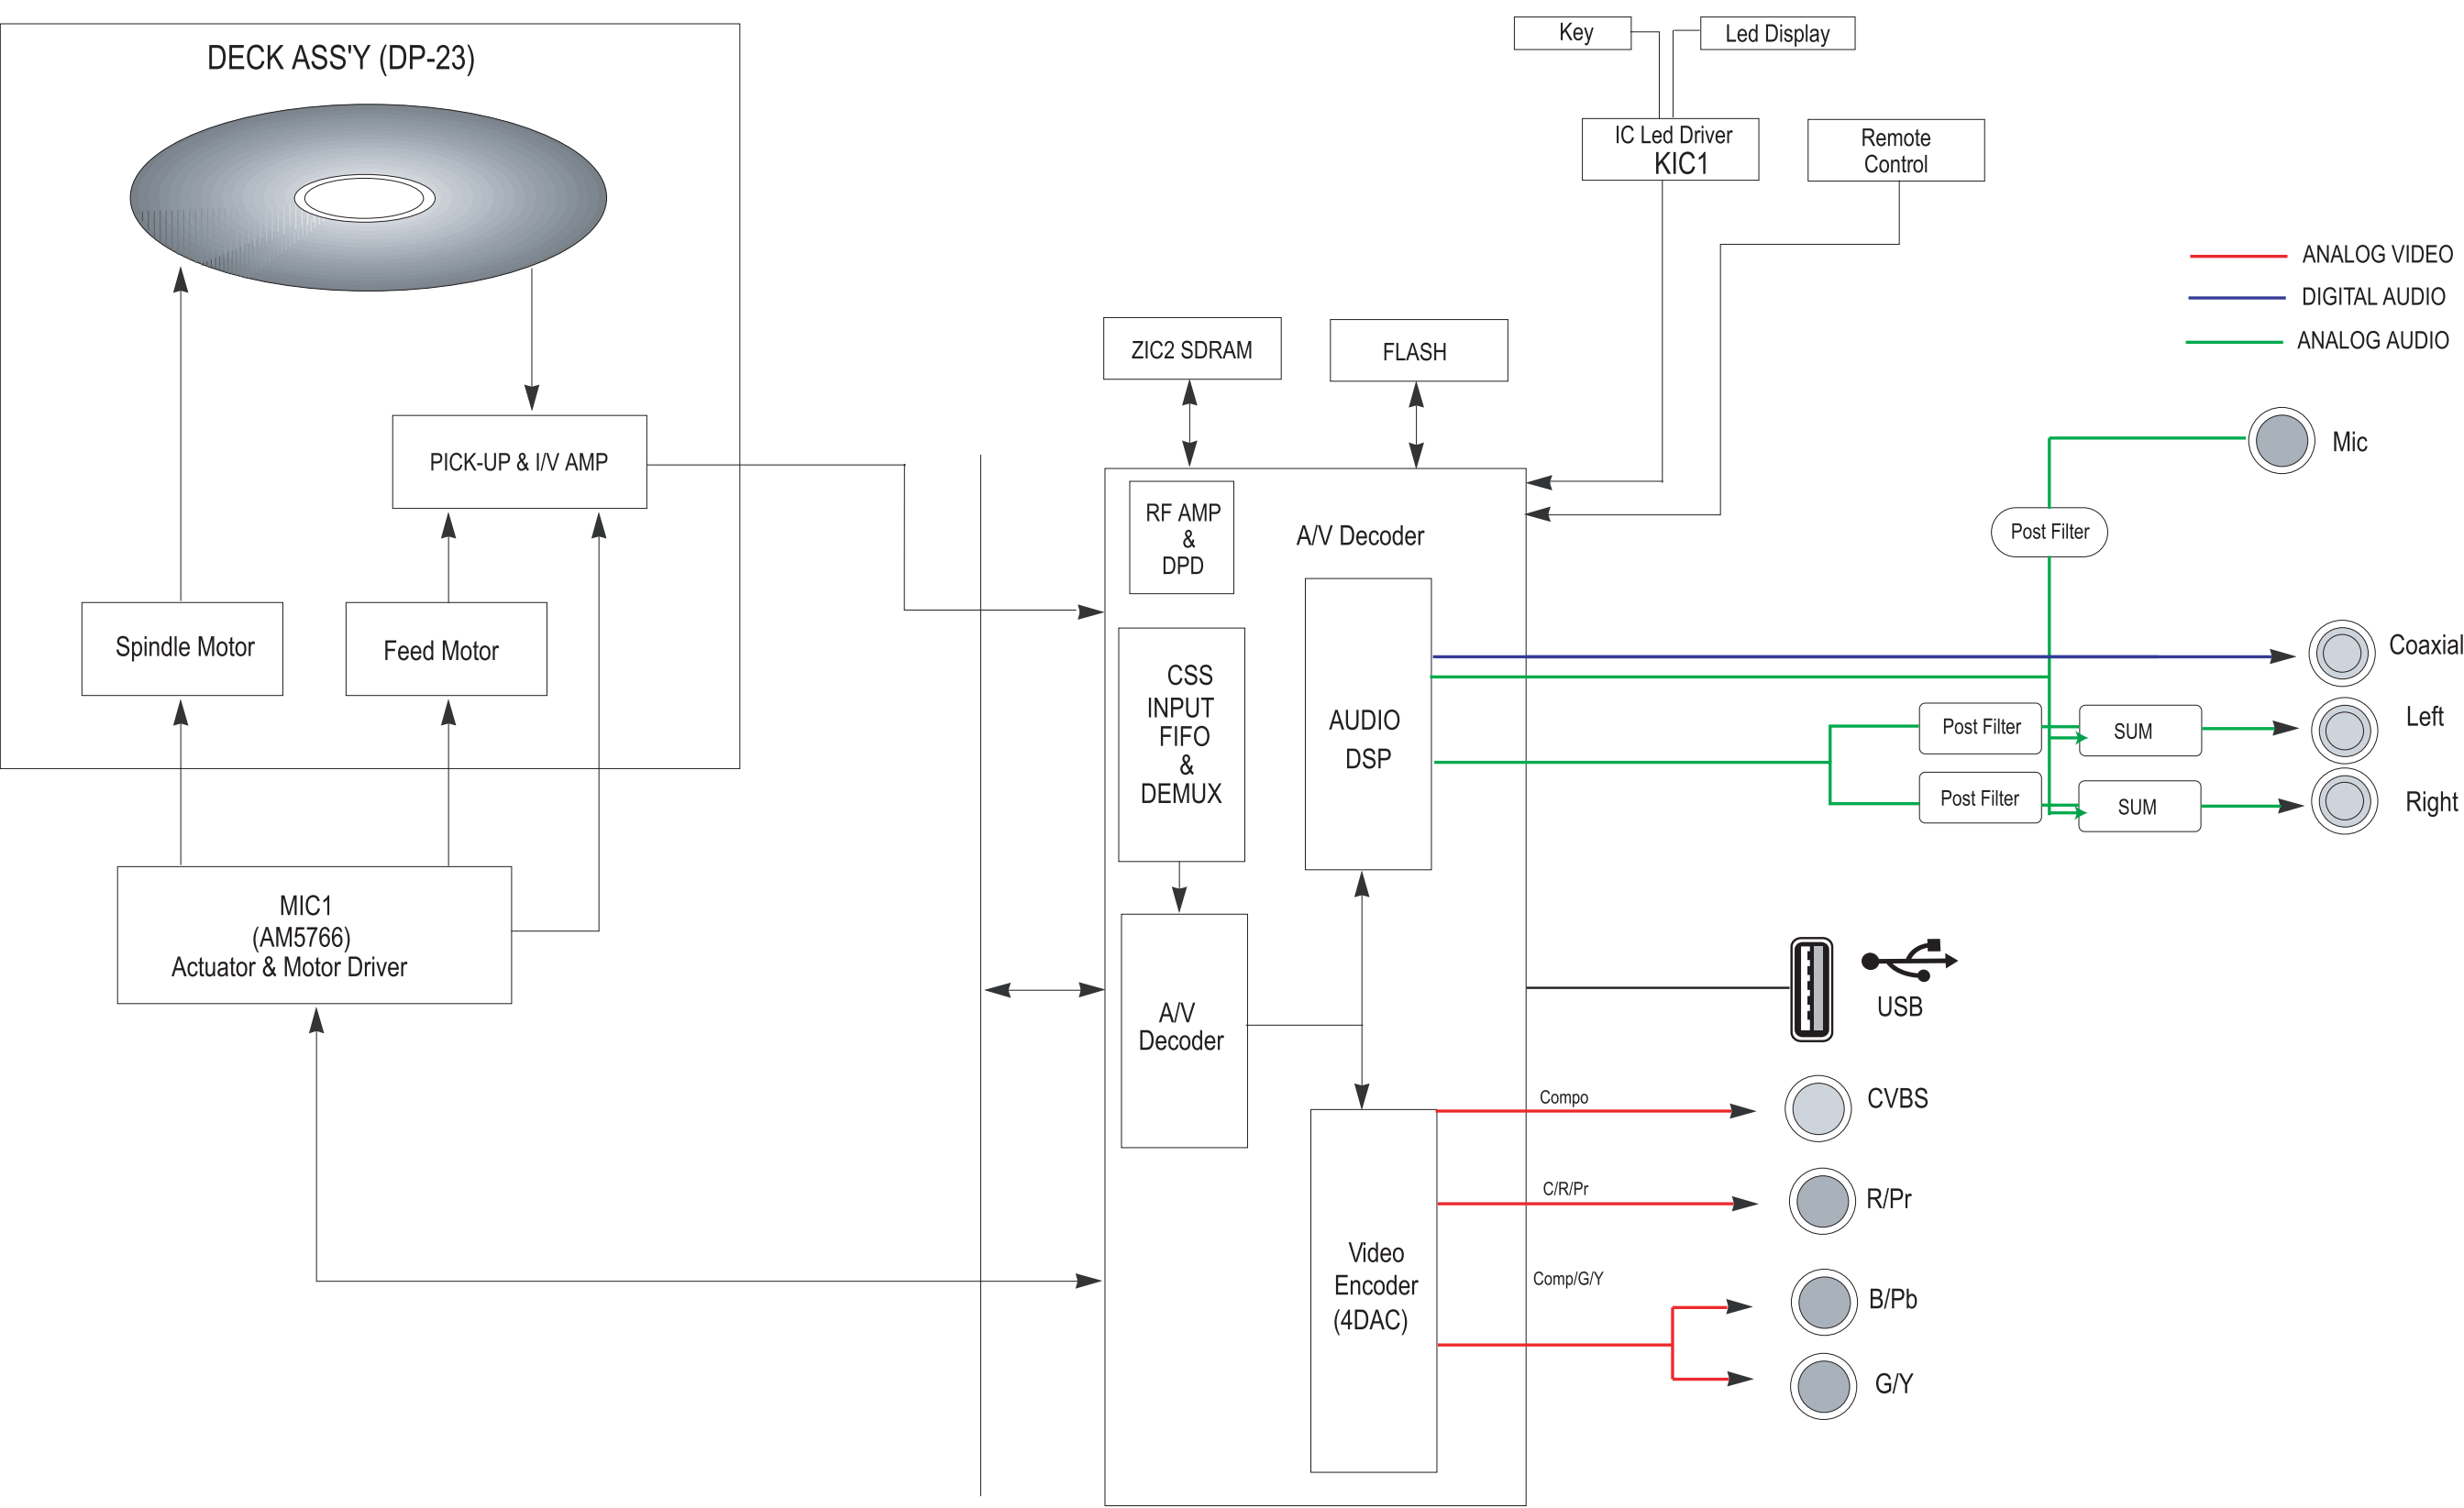 DECK ASS'Y (DP-23)
PICK-UP & I/V AMP
Spindle Motor
Feed Motor
MIC1
(AM5766)
Actuator & Motor Driver
Key
Led Display
IC Led Driver
KIC1
Remote
Control
ZIC2 SDRAM
FLASH
RF AMP
&
DPD
A/V Decoder
CSS
INPUT
FIFO
&
DEMUX
AUDIO
DSP
A/V
Decoder
Video
Encoder
(4DAC)
ANALOG VIDEO
DIGITAL AUDIO
ANALOG AUDIO
Mic
Post Filter
Coaxial
Post Filter
SUM
Left
Post Filter
SUM
Right
USB
Compo
CVBS
C/R/Pr
R/Pr
Comp/G/Y
B/Pb
G/Y